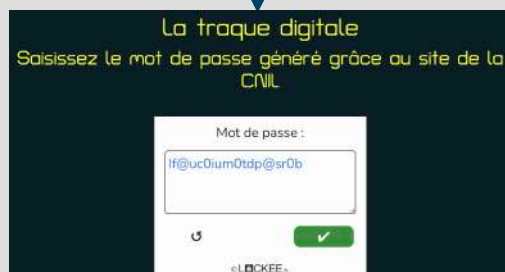 La traque digitale
Saisissez le mot de passe généré grâce au site de la
CNIL
Mot de passe :
If@uc0ium0tdp@sr0b
©LOCKEE